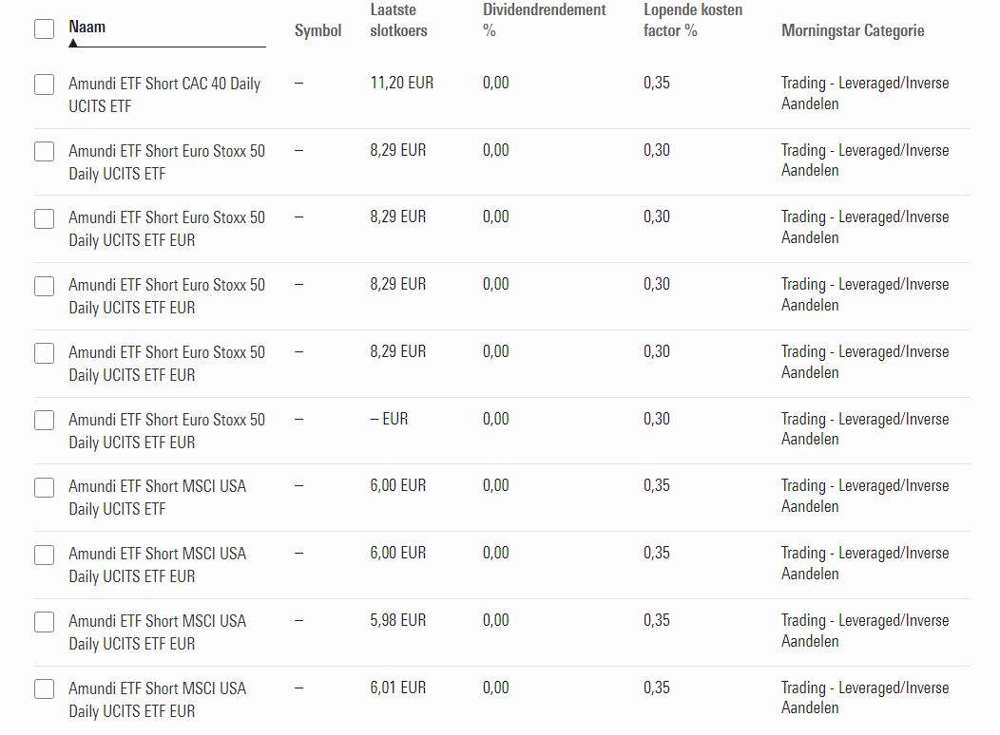 Naam Symbol Laatste slotkoers Dividendrendement % Lopende kosten factor % Morningstar Categorie
Amundi ETF Short CAC 40 Daily – 11,20 EUR 0,00 0,35 Trading - Leveraged/Inverse
UCITS ETF Aandelen
Amundi ETF Short Euro Stoxx 50 – 8,29 EUR 0,00 0,30 Trading - Leveraged/Inverse
Daily UCITS ETF Aandelen
Amundi ETF Short Euro Stoxx 50 – 8,29 EUR 0,00 0,30 Trading - Leveraged/Inverse
Daily UCITS ETF EUR Aandelen
Amundi ETF Short Euro Stoxx 50 – 8,29 EUR 0,00 0,30 Trading - Leveraged/Inverse
Daily UCITS ETF EUR Aandelen
Amundi ETF Short Euro Stoxx 50 – 8,29 EUR 0,00 0,30 Trading - Leveraged/Inverse
Daily UCITS ETF EUR Aandelen
Amundi ETF Short Euro Stoxx 50 – – EUR 0,00 0,30 Trading - Leveraged/Inverse
Daily UCITS ETF EUR Aandelen
Amundi ETF Short MSCI USA – 6,00 EUR 0,00 0,35 Trading - Leveraged/Inverse
Daily UCITS ETF Aandelen
Amundi ETF Short MSCI USA – 6,00 EUR 0,00 0,35 Trading - Leveraged/Inverse
Daily UCITS ETF EUR Aandelen
Amundi ETF Short MSCI USA – 5,98 EUR 0,00 0,35 Trading - Leveraged/Inverse
Daily UCITS ETF EUR Aandelen
Amundi ETF Short MSCI USA – 6,01 EUR 0,00 0,35 Trading - Leveraged/Inverse
Daily UCITS ETF EUR Aandelen